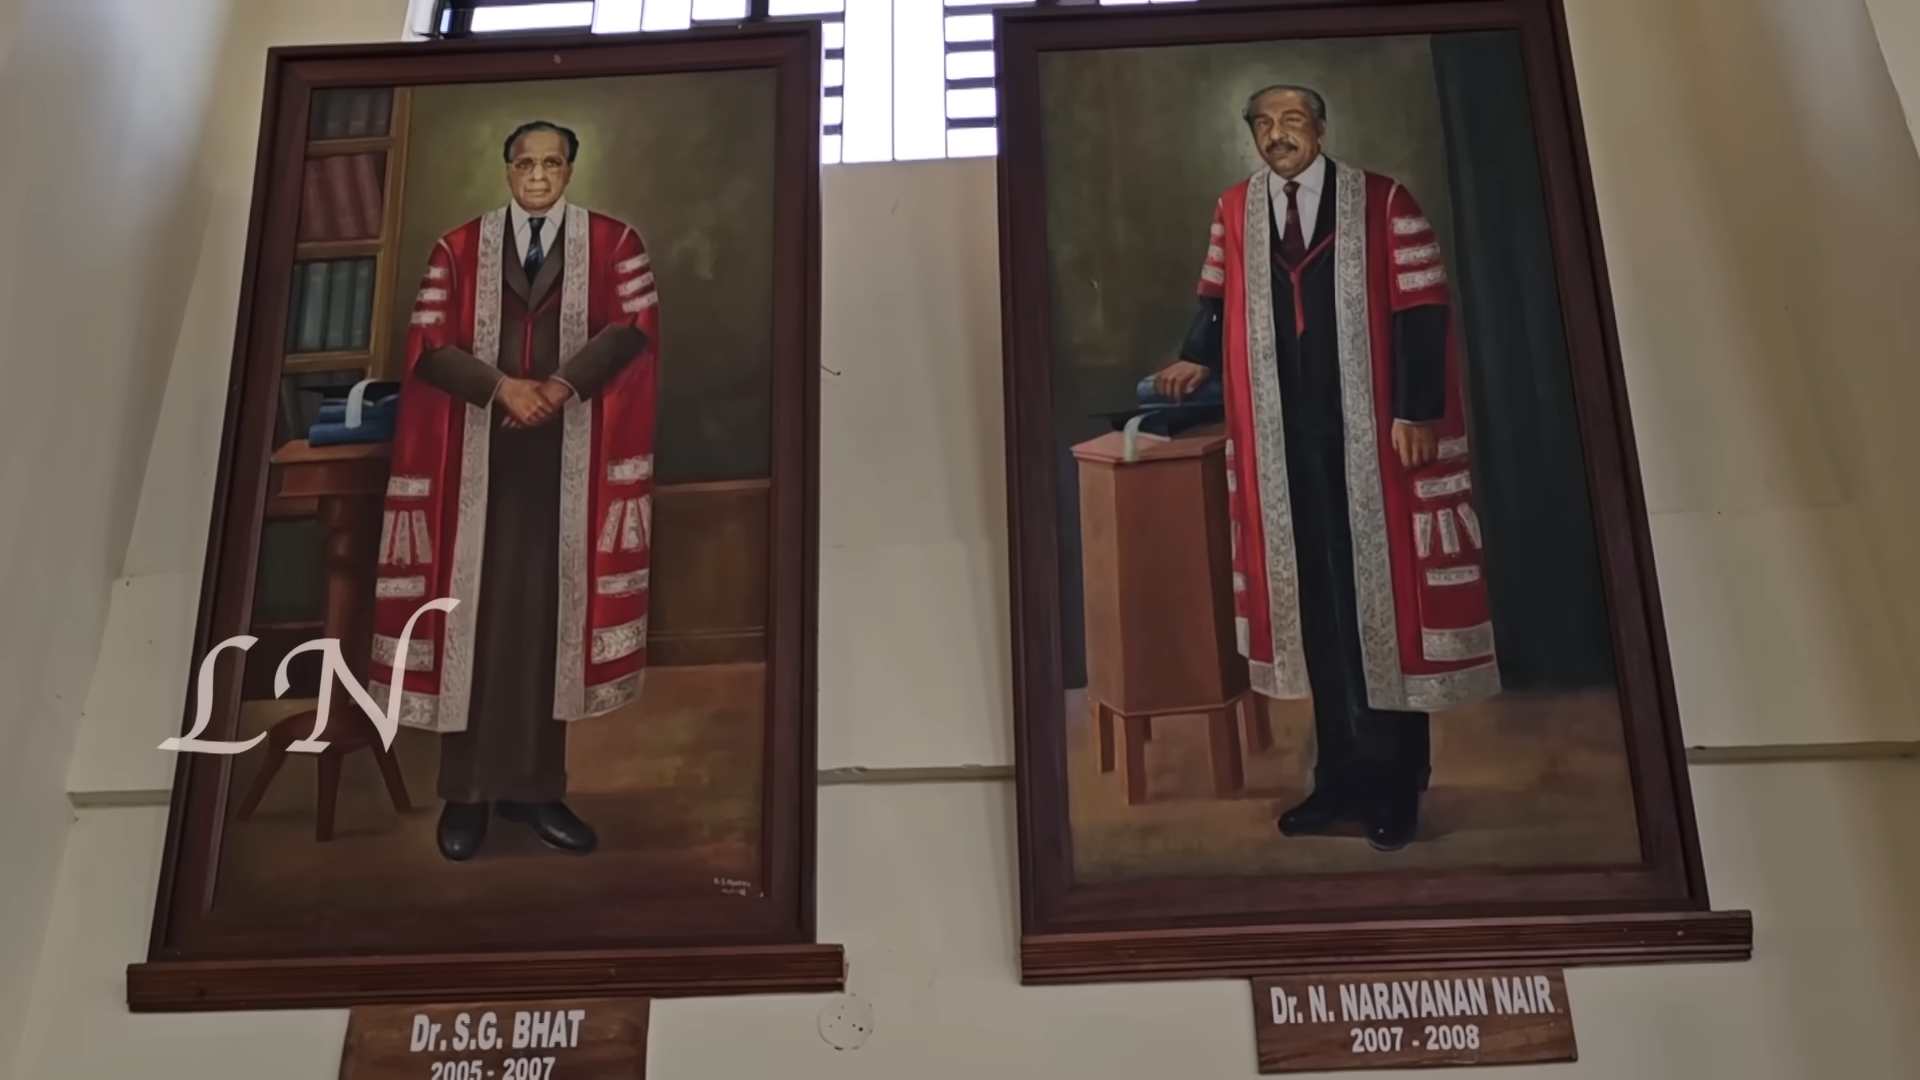 LN
Dr. S.G. BHAT
2005 - 2007
Dr. N. NARAYANAN NAIR
2007 - 2008